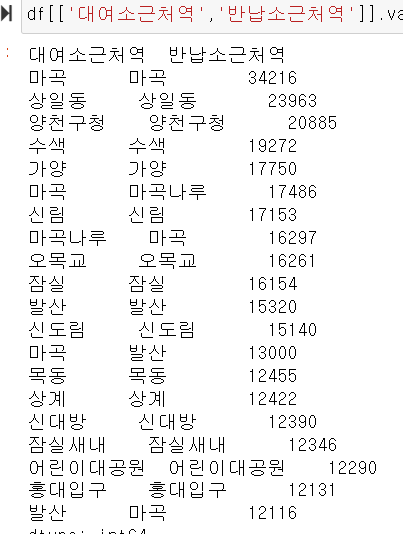 df[['대여소근처역','반납소근처역']].va
대여소근처역 반납소근처역
마곡 마곡 34216
상일동 상일동 23963
양천구청 양천구청 20885
수색 수색 19272
가양 가양 17750
마곡 마곡나루 17486
신림 신림 17153
마곡나루 마곡 16297
오목교 오목교 16261
잠실 잠실 16154
발산 발산 15320
신도림 신도림 15140
마곡 발산 13000
목동 목동 12455
상계 상계 12422
신대방 신대방 12390
잠실새내 잠실새내 12346
어린이대공원 어린이대공원 12290
홍대입구 홍대입구 12131
발산 마곡 12116